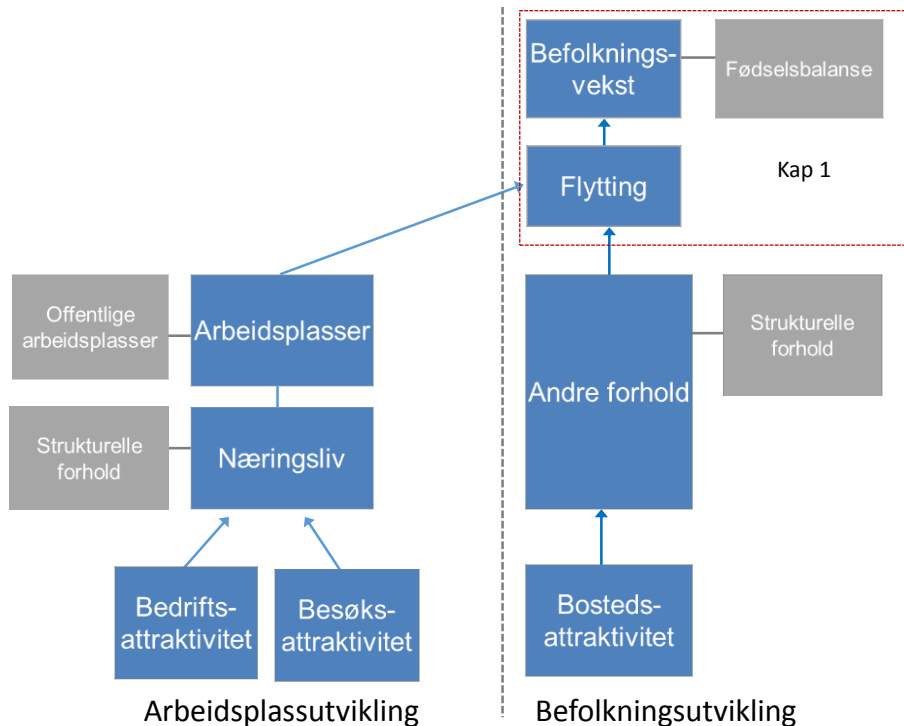 Befolknings-
vekst
Fødselsbalanse
Kap 1
Flytting
Offentlige
arbeidsplasser
Arbeidsplasser
Strukturelle
forhold
Andre forhold
Strukturelle
forhold
Næringsliv
Bedrifts-
attraktivitet
Besøks-
attraktivitet
Bosteds-
attraktivitet
Arbeidsplassutvikling
Befolkningsutvikling